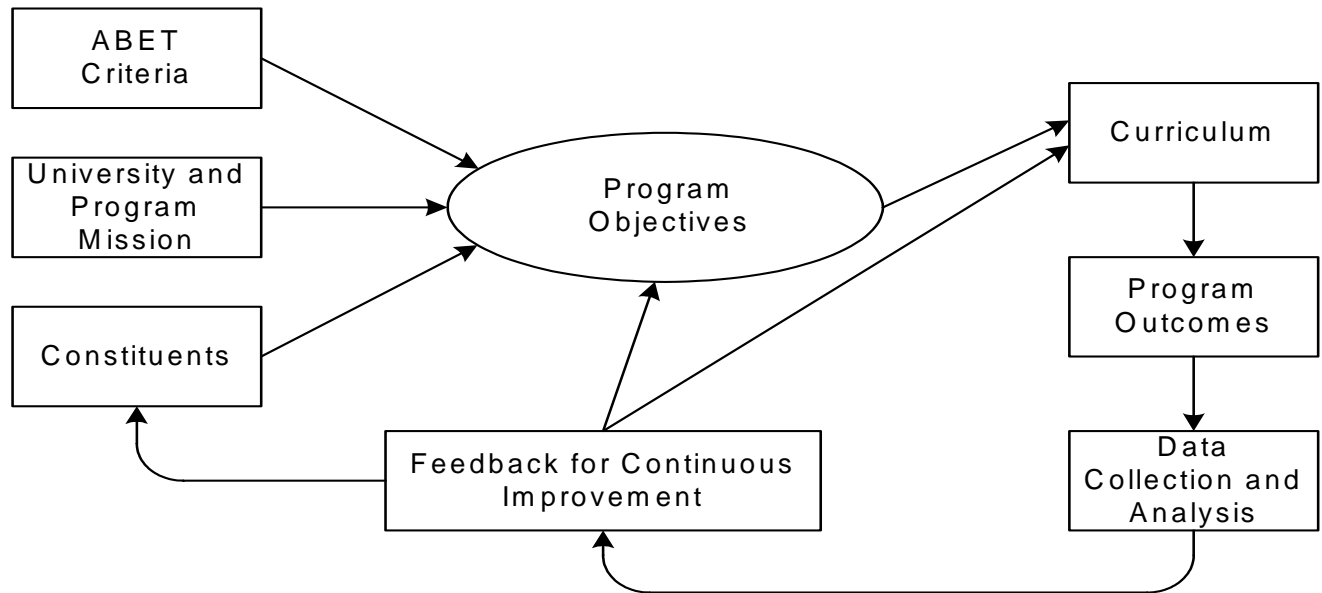 ABET
Criteria
University and
Program
Mission
Constituents
Program
Objectives
Feedback for Continuous
Improvement
Curriculum
Program
Outcomes
Data
Collection and
Analysis